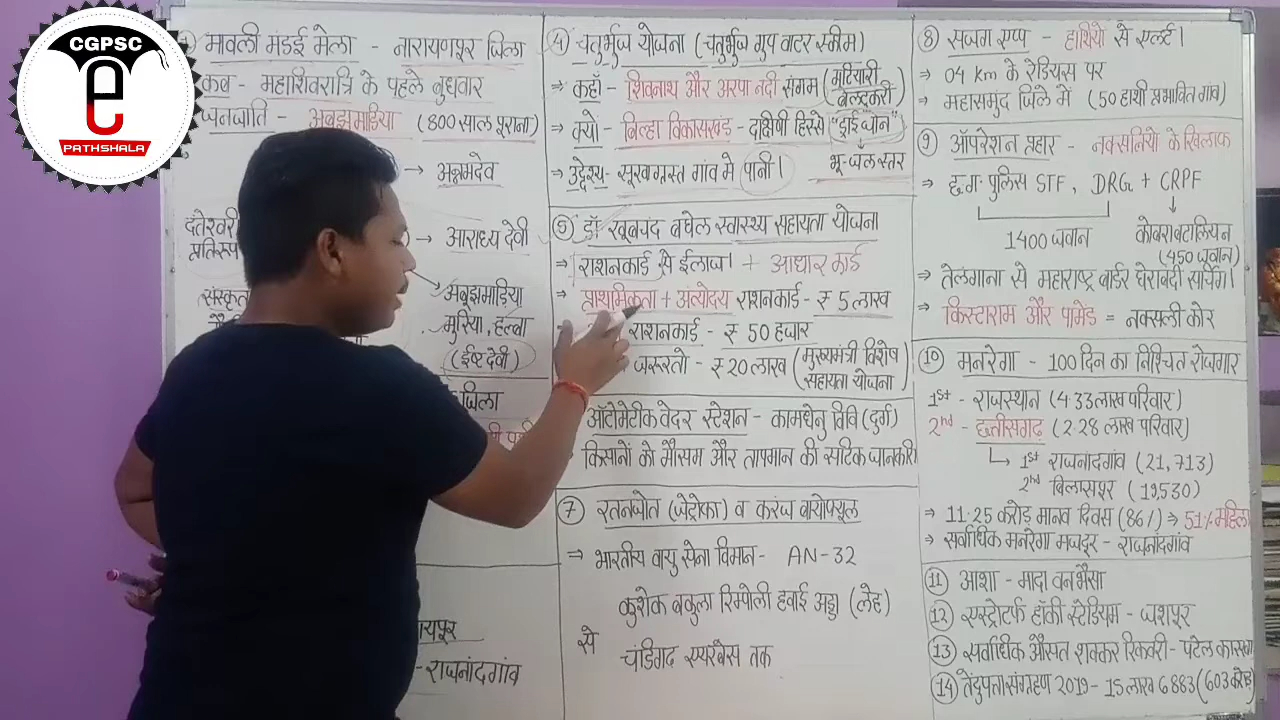 CGPSC
e
PATHSHALA
मावली मंडई मेला - नारायणपुर जिला
कब - महाशिवरात्रि के पहले बुधवार
जनजाति - अबूझमाडिया (800 साल पुराना)
→ अन्नमदेव
दंतेश्वरी
→ आराध्य देवी
अबूझमाडिया
मुरिया, हल्बा
(ईष्ट देवी)
जिला
- राजनांदगांव
④ चतुर्भुज योजना (चतुर्भुज ग्रुप वाटर स्कीम)
⇒ कहाँ - शिवनाथ और अरपा नदी संगम (मटियारी बेलटुकरी)
⇒ क्यों - बिल्हा विकासखंड - दक्षिणी हिस्से "ड्राई जोन"
भू-जल स्तर
⇒ उद्देश्य - सूखाग्रस्त गांव मे पानी।
⑤ डॉ खूबचंद बघेल स्वास्थ्य सहायता योजना
⇒ राशनकार्ड से ईलाज। + आधार कार्ड
⇒ प्राथमिकता + अंत्योदय राशनकार्ड - ₹ 5 लाख
राशनकार्ड - ₹ 50 हजार
जरूरतो - ₹ 20 लाख (मुख्यमंत्री विशेष सहायता योजना)
ऑटोमेटीक वेदर स्टेशन - कामधेनु विवि (दुर्ग)
किसानों को मौसम और तापमान की सटिक जानकारी
⑦ रतनजोत (जेट्रोफा) व करंज बायोफ्यूल
⇒ भारतीय वायु सेना विमान - AN-32
कुशोक बकुला रिम्पोली हवाई अड्डा (लेह)
से
चंडिगढ एयरबेस तक
⑧ सजग एप्प - हाथियों से एलर्ट।
⇒ 04 km के रेडियस पर
⇒ महासमुंद जिले में (50 हाथी प्रभावित गांव)
⑨ ऑपरेशन प्रहार - नक्सलियों के खिलाफ
⇒ छ.ग. पुलिस STF, DRG + CRPF
1400 जवान
कोबरा बटालियन
(450 जवान)
⇒ तेलंगाना से महाराष्ट्र बार्डर घेराबंदी सर्चिंग।
⇒ किस्टाराम और पामेड = नक्सली कोर
⑩ मनरेगा - 100 दिन का निश्चित रोजगार
1st - राजस्थान (4.33 लाख परिवार)
2nd - छत्तीसगढ़ (2.28 लाख परिवार)
1st राजनांदगांव (21,713)
2nd बिलासपुर (19,530)
⇒ 11.25 करोड़ मानव दिवस (86%) ⇒ 51% महिला
⇒ सर्वाधिक मनरेगा मजदूर - राजनांदगांव
⑪ आशा - मादा वनभैंसा
⑫ एस्ट्रोटर्फ हॉकी स्टेडियम - जशपुर
⑬ सर्वाधिक औसत शक्कर रिकवरी - पटेल
⑭ तेंदुपत्ता संग्रहण 2019 - 15 लाख 6883